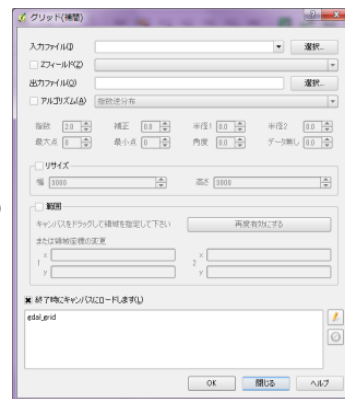 グリッド(補間)
入力ファイル(I) 選択...
Zフィールド(Z)
出力ファイル(O) 選択...
アルゴリズム(A) 指数逆分布
指数 2.0 補正 0.0 半径1 0.0 半径2 0.0
最大点 0 最小点 0 角度 0.0 データ無し 0.0
リサイズ
幅 3000 高さ 3000
範囲
キャンバスをドラッグして領域を指定して下さい 再度有効にする
または領域座標の変更
1 x 2 x
y y
終了時にキャンバスにロードします(L)
gdal_grid
OK 閉じる ヘルプ